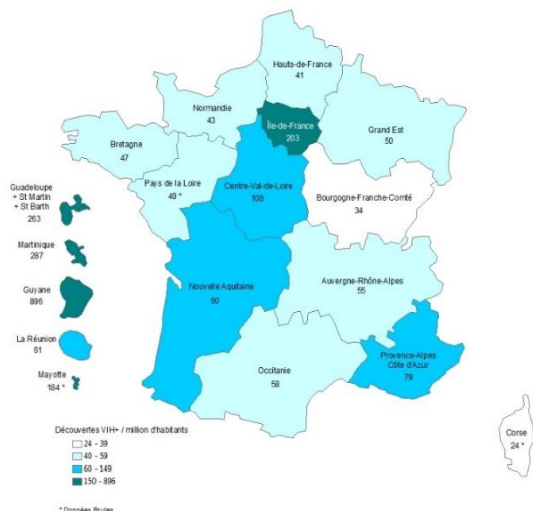 Hauts-de-France
41
Normandie
43
Île-de-France
203
Grand Est
50
Bretagne
47
Pays de la Loire
49 *
Centre-Val-de-Loire
108
Bourgogne-Franche-Comté
34
Guadeloupe
+ St Martin
+ St Barth
263
Martinique
287
Guyane
896
La Réunion
61
Mayotte
184 *
Nouvelle Aquitaine
60
Auvergne-Rhône-Alpes
55
Occitanie
58
Provence-Alpes
Côte d'Azur
79
Corse
24 *
Découvertes VIH+ / million d'habitants
24 - 39
40 - 59
60 - 149
150 - 896
* Données Brutes